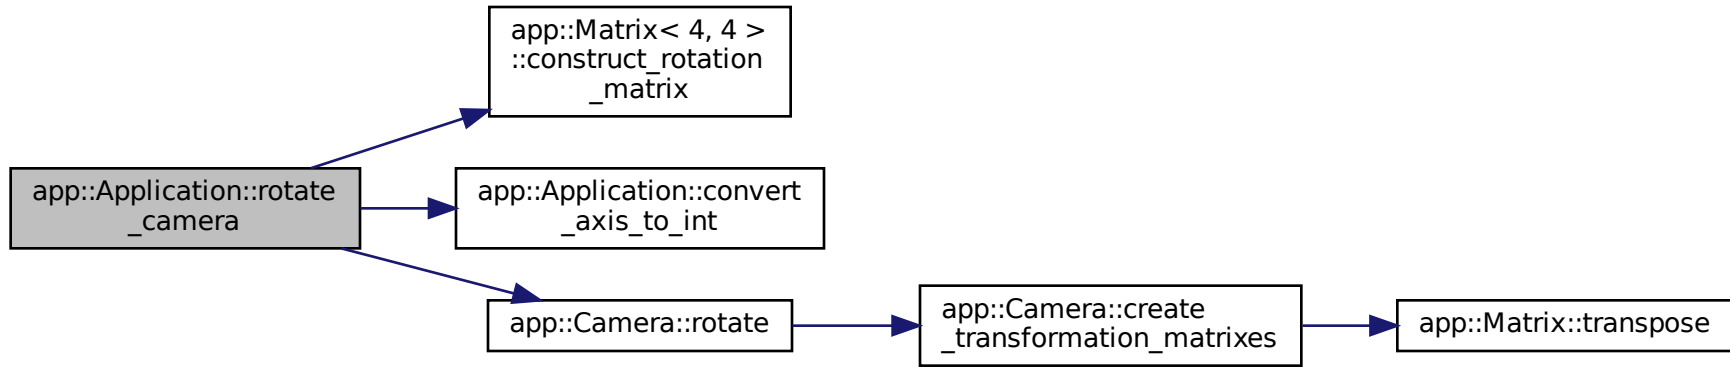 app::Matrix< 4, 4 >
::construct_rotation
_matrix
app::Application::rotate
_camera
app::Application::convert
_axis_to_int
app::Camera::rotate
app::Camera::create
_transformation_matrixes
app::Matrix::transpose